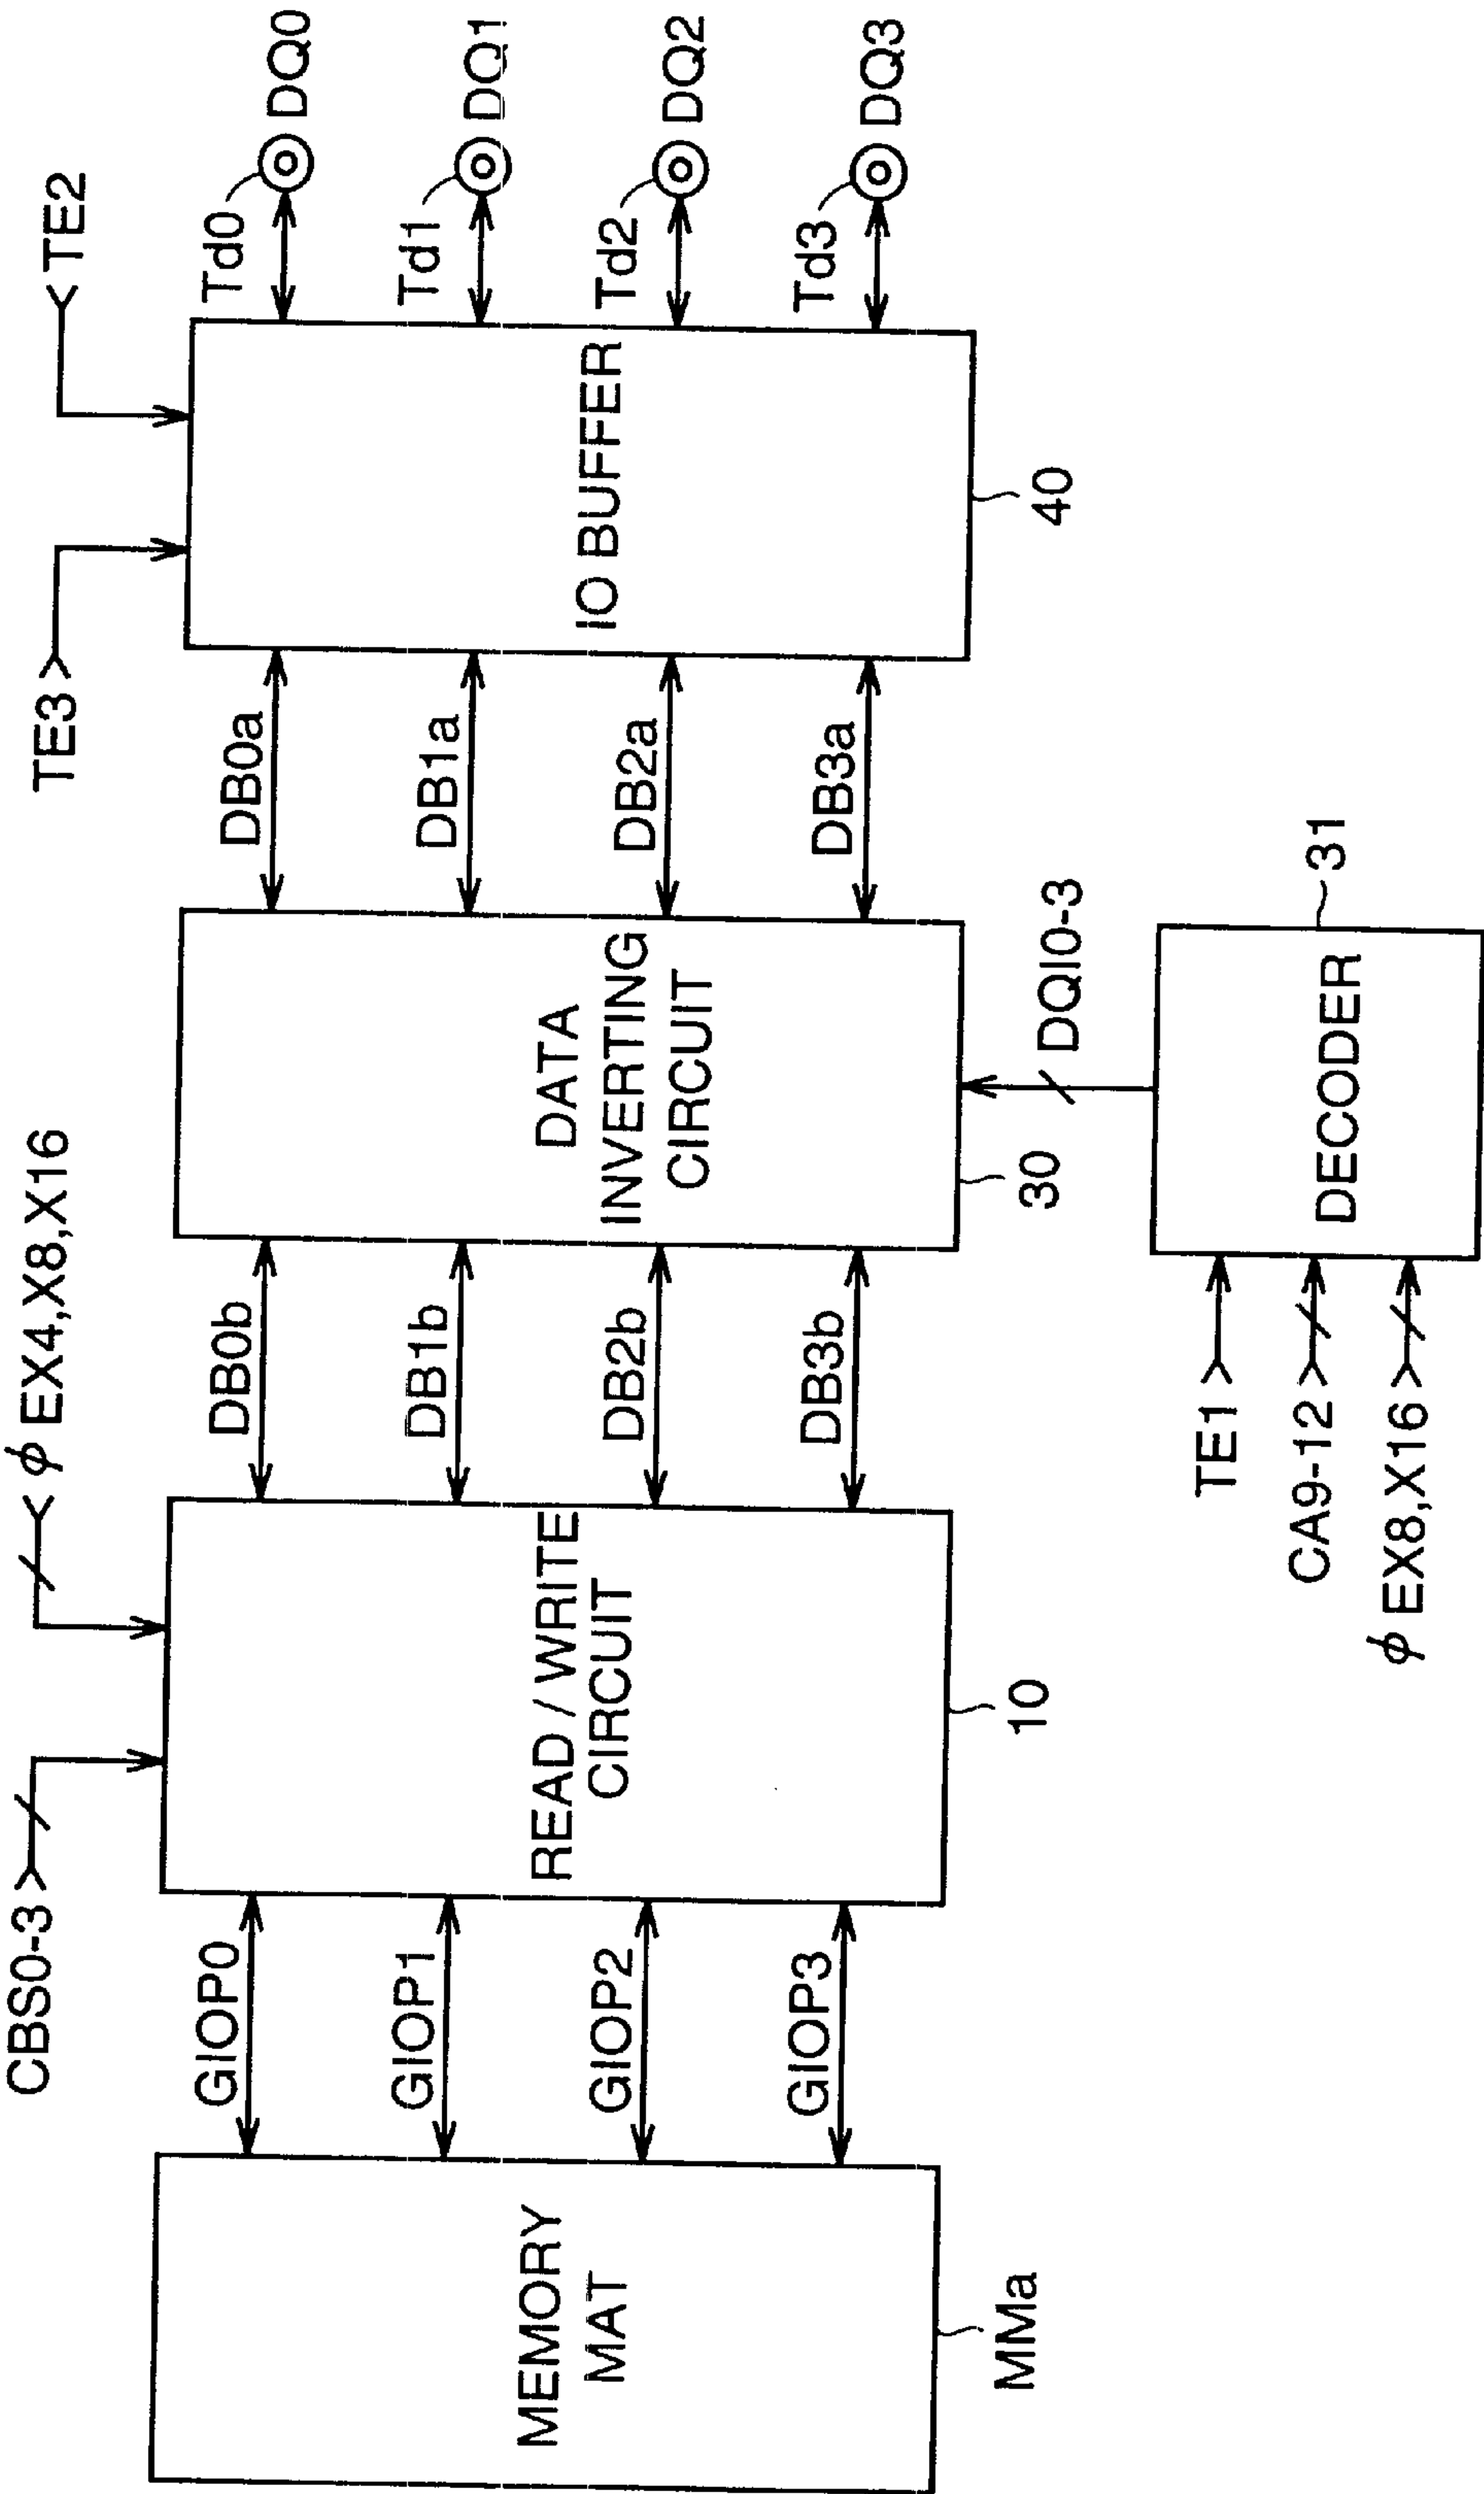 CBS0-3
φ EX4,X8,X16
TE3
TE2
GIOP0
GIOP1
GIOP2
GIOP3
DB0b
DB1b
DB2b
DB3b
DB0a
DB1a
DB2a
DB3a
Td0
DQ0
Td1
DQ1
Td2
DQ2
Td3
DQ3
MEMORY
MAT
READ / WRITE
CIRCUIT
DATA
INVERTING
CIRCUIT
IO BUFFER
MMa
10
30
40
DQI0-3
TE1
CA9-12
φ EX8,X16
DECODER
31